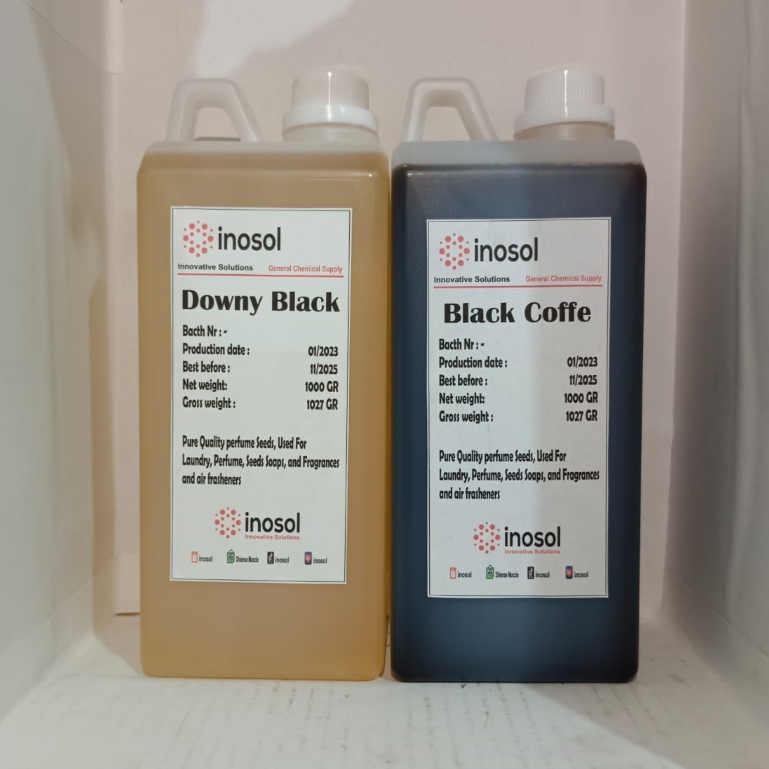 inosol
Innovative Solutions General Chemical Supply
Downy Black
Bacth Nr : -
Production date : 01/2023
Best before : 11/2025
Net weight: 1000 GR
Gross weight : 1027 GR
Pure Quality perfume Seeds, Used For
Laundry, Perfume, Seeds Soaps, and Fragrances
and air frasheners
inosol
Innovative Solutions
inosol inosol inosol
inosol
Innovative Solutions General Chemical Supply
Black Coffe
Bacth Nr : -
Production date : 01/2023
Best before : 11/2025
Net weight: 1000 GR
Gross weight : 1027 GR
Pure Quality perfume Seeds, Used For
Laundry, Perfume, Seeds Soaps, and Fragrances
and air frasheners
inosol
Innovative Solutions
inosol inosol inosol